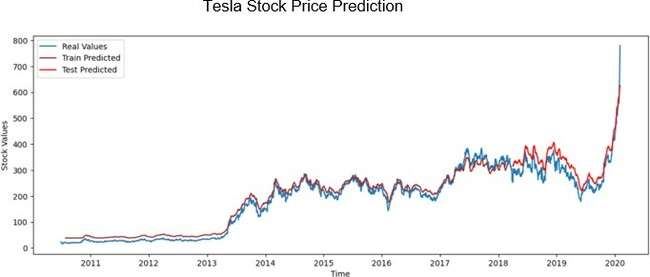 Tesla Stock Price Prediction
Real Values
Train Predicted
Test Predicted
Stock Values
800
700
600
500
400
300
200
100
0
2011 2012 2013 2014 2015 2016 2017 2018 2019 2020
Time